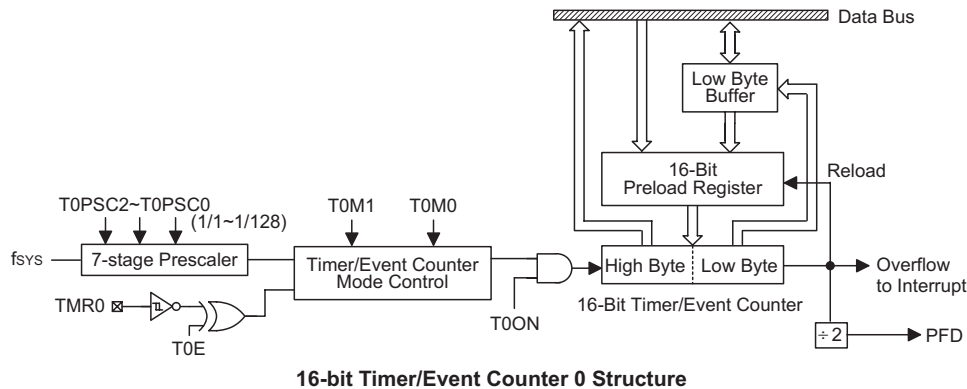 Data Bus
Low Byte
Buffer
16-Bit
Preload Register
Reload
T0PSC2~T0PSC0
(1/1~1/128)
T0M1
T0M0
fSYS
7-stage Prescaler
Timer/Event Counter
Mode Control
High Byte
Low Byte
Overflow
to Interrupt
TMR0
T0E
T0ON
16-Bit Timer/Event Counter
÷2
PFD
16-bit Timer/Event Counter 0 Structure